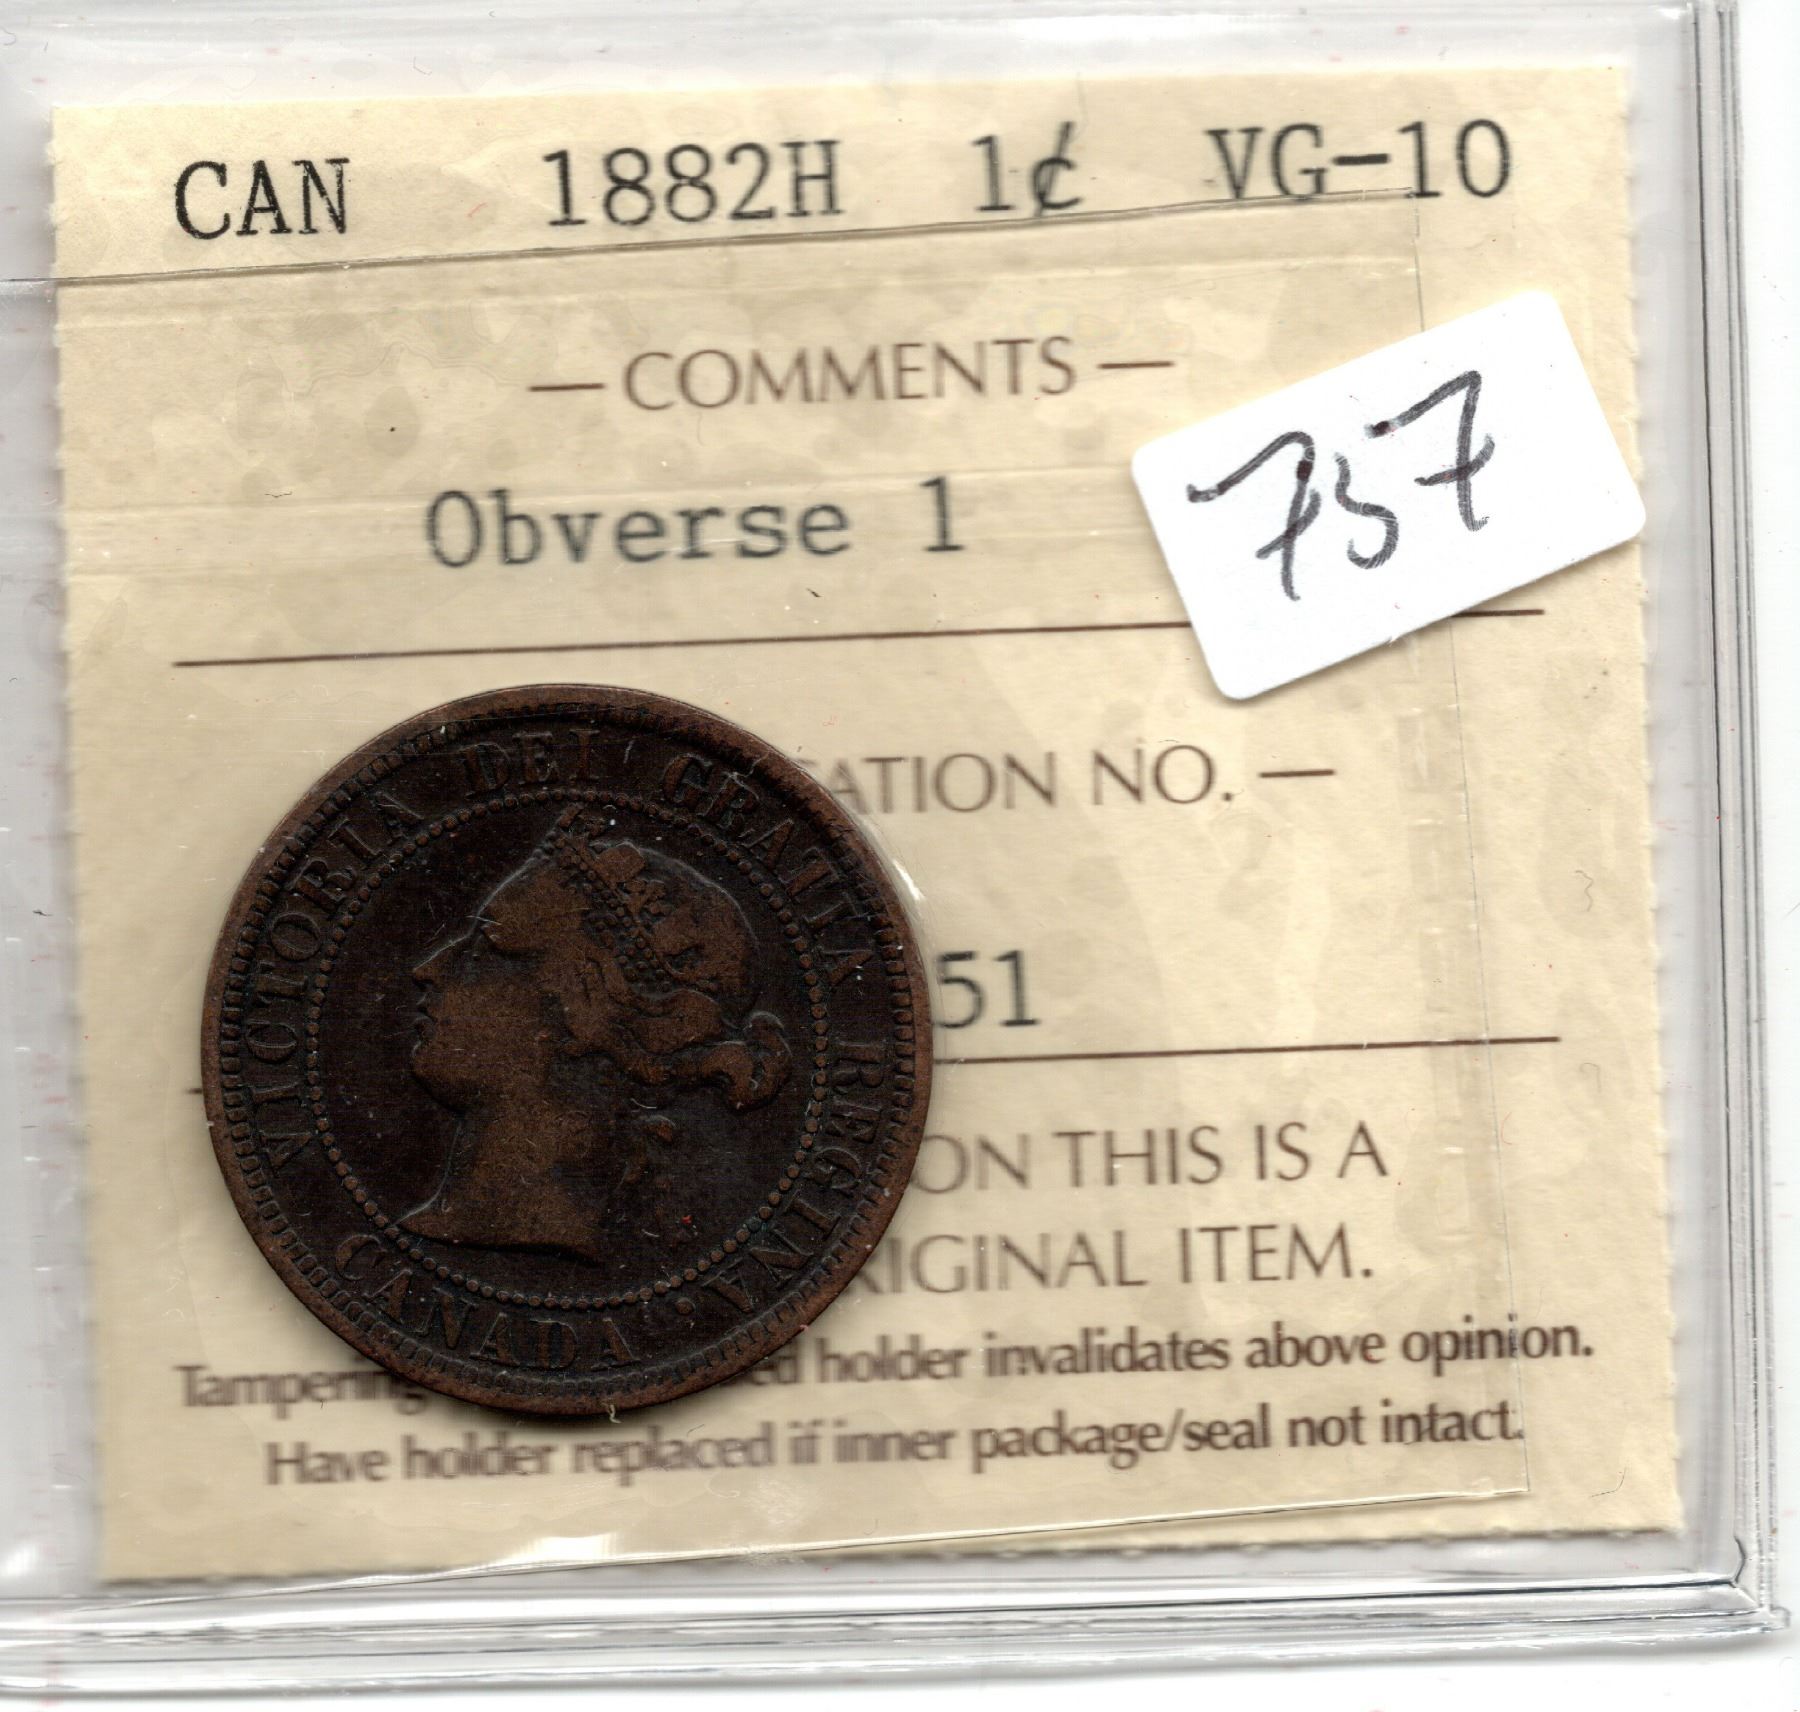 CAN 1882H 1¢ VG-10
— COMMENTS —
Obverse 1
757
ATION NO. —
51
ON THIS IS A
RIGINAL ITEM.
Tampering ed holder invalidates above opinion.
Have holder replaced if inner package/seal not intact.
VICTORIA DEI GRATIA REGINA.
CANADA